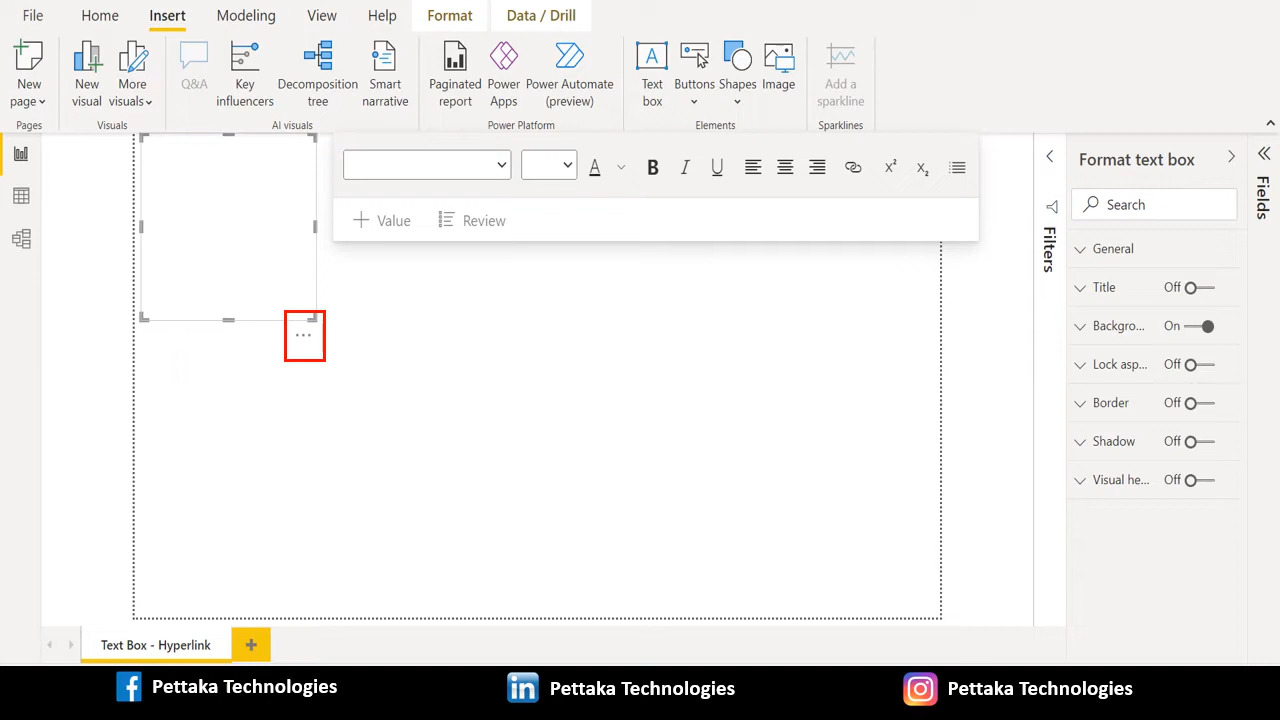 File Home Insert Modeling View Help Format Data / Drill
New page
New visual
More visuals
Q&A
Key influencers
Decomposition tree
Smart narrative
Paginated report
Power Apps
Power Automate (preview)
A
Text box
Buttons
Shapes
Image
Add a sparkline
Pages Visuals AI visuals Power Platform Elements Sparklines
A B I U x² x₂
+ Value Review
...
Filters
Format text box
Search
General
Title Off
Backgro... On
Lock asp... Off
Border Off
Shadow Off
Visual he... Off
Fields
Text Box - Hyperlink +
f Pettaka Technologies in Pettaka Technologies Pettaka Technologies